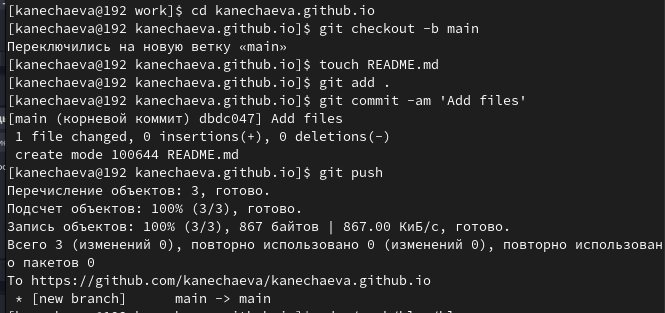 [kanechaeva@192 work]$ cd kanechaeva.github.io
[kanechaeva@192 kanechaeva.github.io]$ git checkout -b main
Переключились на новую ветку «main»
[kanechaeva@192 kanechaeva.github.io]$ touch README.md
[kanechaeva@192 kanechaeva.github.io]$ git add .
[kanechaeva@192 kanechaeva.github.io]$ git commit -am 'Add files'
[main (корневой коммит) dbdc047] Add files
 1 file changed, 0 insertions(+), 0 deletions(-)
 create mode 100644 README.md
[kanechaeva@192 kanechaeva.github.io]$ git push
Перечисление объектов: 3, готово.
Подсчет объектов: 100% (3/3), готово.
Запись объектов: 100% (3/3), 867 байтов | 867.00 КиБ/с, готово.
Всего 3 (изменений 0), повторно использовано 0 (изменений 0), повторно использован
о пакетов 0
To https://github.com/kanechaeva/kanechaeva.github.io
 * [new branch]      main -> main